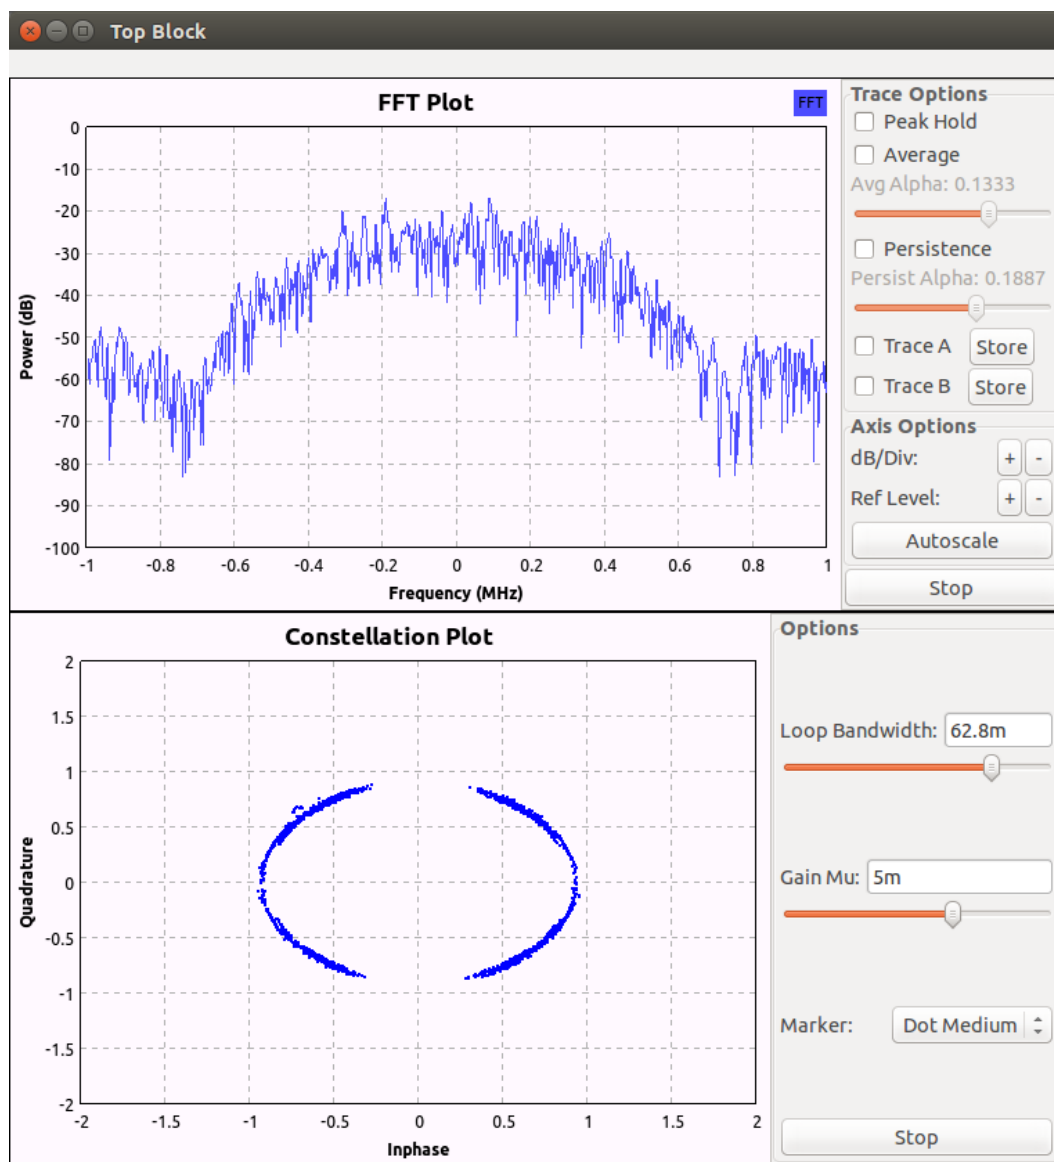 Top Block
FFT Plot
FFT
Power (dB)
0
-10
-20
-30
-40
-50
-60
-70
-80
-90
-100
-1 -0.8 -0.6 -0.4 -0.2 0 0.2 0.4 0.6 0.8 1
Frequency (MHz)
Trace Options
Peak Hold
Average
Avg Alpha: 0.1333
Persistence
Persist Alpha: 0.1887
Trace A Store
Trace B Store
Axis Options
dB/Div: + -
Ref Level: + -
Autoscale
Stop
Constellation Plot
Quadrature
2
1.5
1
0.5
0
-0.5
-1
-1.5
-2
-2 -1.5 -1 -0.5 0 0.5 1 1.5 2
Inphase
Options
Loop Bandwidth: 62.8m
Gain Mu: 5m
Marker: Dot Medium
Stop